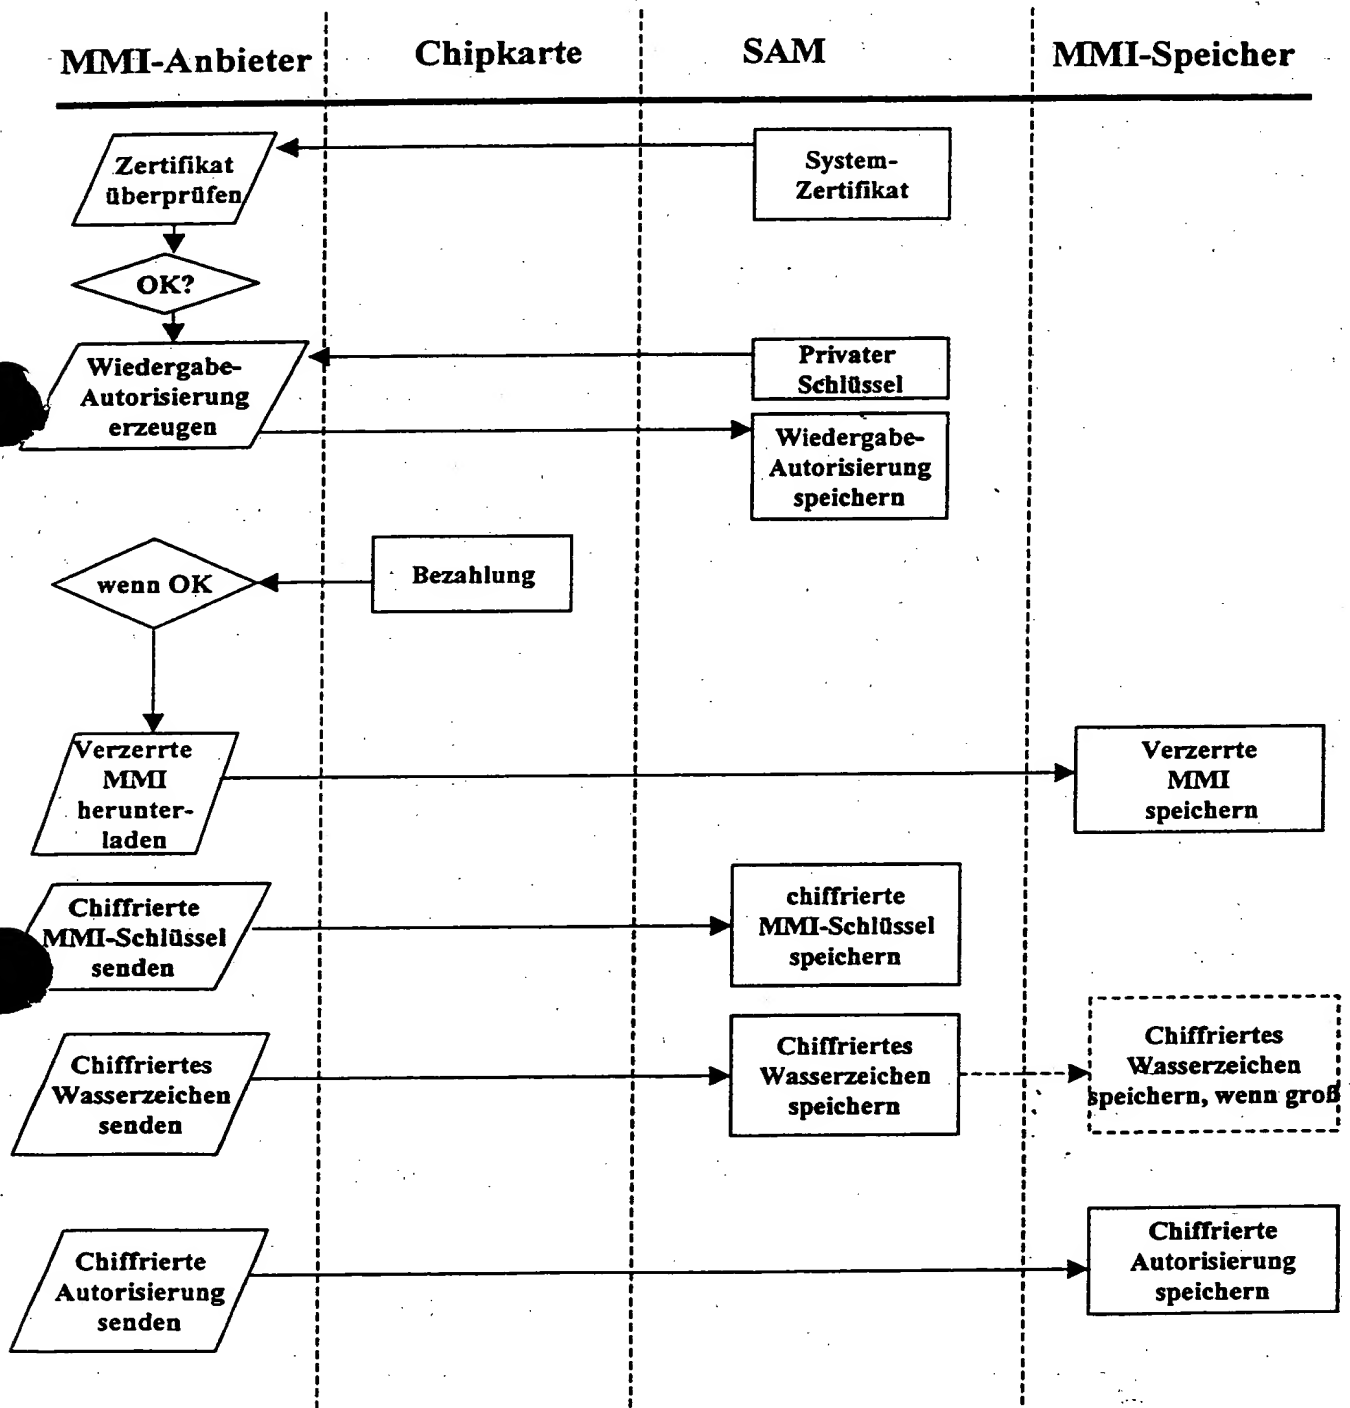 MMI-Anbieter
Chipkarte
SAM
MMI-Speicher
Zertifikat
überprüfen
System-
Zertifikat
OK?
Wiedergabe-
Autorisierung
erzeugen
Privater
Schlüssel
Wiedergabe-
Autorisierung
speichern
wenn OK
Bezahlung
Verzerrte
MMI
herunter-
laden
Verzerrte
MMI
speichern
Chiffrierte
MMI-Schlüssel
senden
chiffrierte
MMI-Schlüssel
speichern
Chiffriertes
Wasserzeichen
senden
Chiffriertes
Wasserzeichen
speichern
Chiffriertes
Wasserzeichen
speichern, wenn groß
Chiffrierte
Autorisierung
senden
Chiffrierte
Autorisierung
speichern